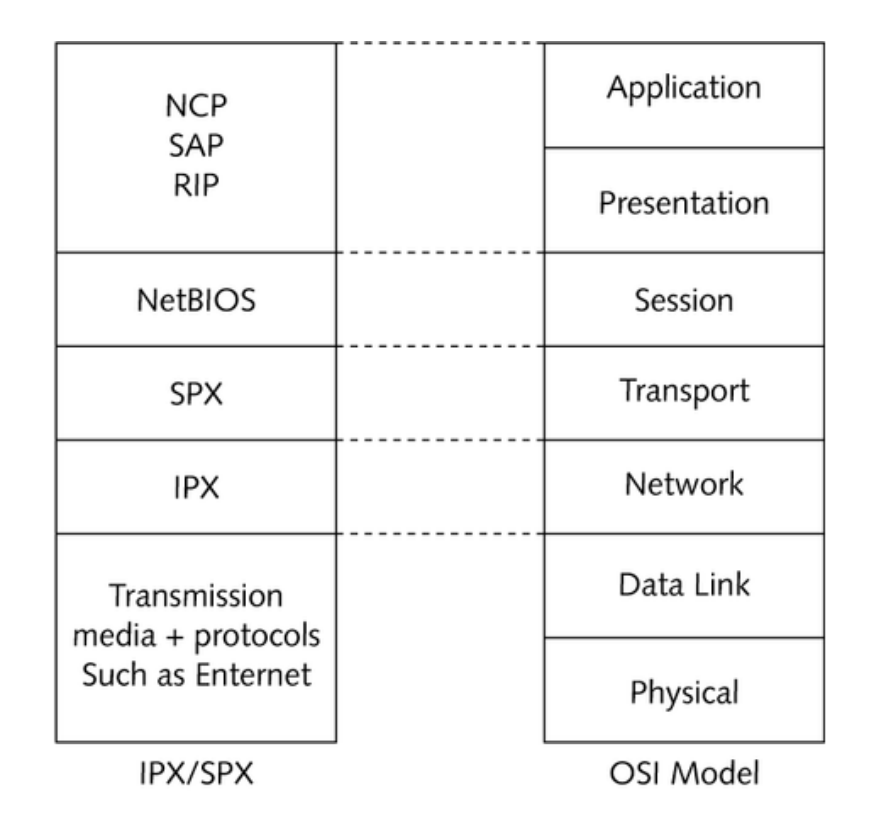 NCP
SAP
RIP
NetBIOS
SPX
IPX
Transmission
media + protocols
Such as Enternet
IPX/SPX
Application
Presentation
Session
Transport
Network
Data Link
Physical
OSI Model